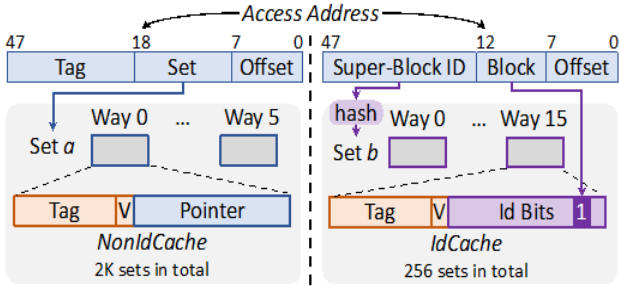 Access Address
47 18 7 0
Tag Set Offset
Way 0 ... Way 5
Set a
Tag V Pointer
NonIdCache
2K sets in total
47 12 7 0
Super-Block ID Block Offset
hash
Way 0 ... Way 15
Set b
Tag V Id Bits 1
IdCache
256 sets in total